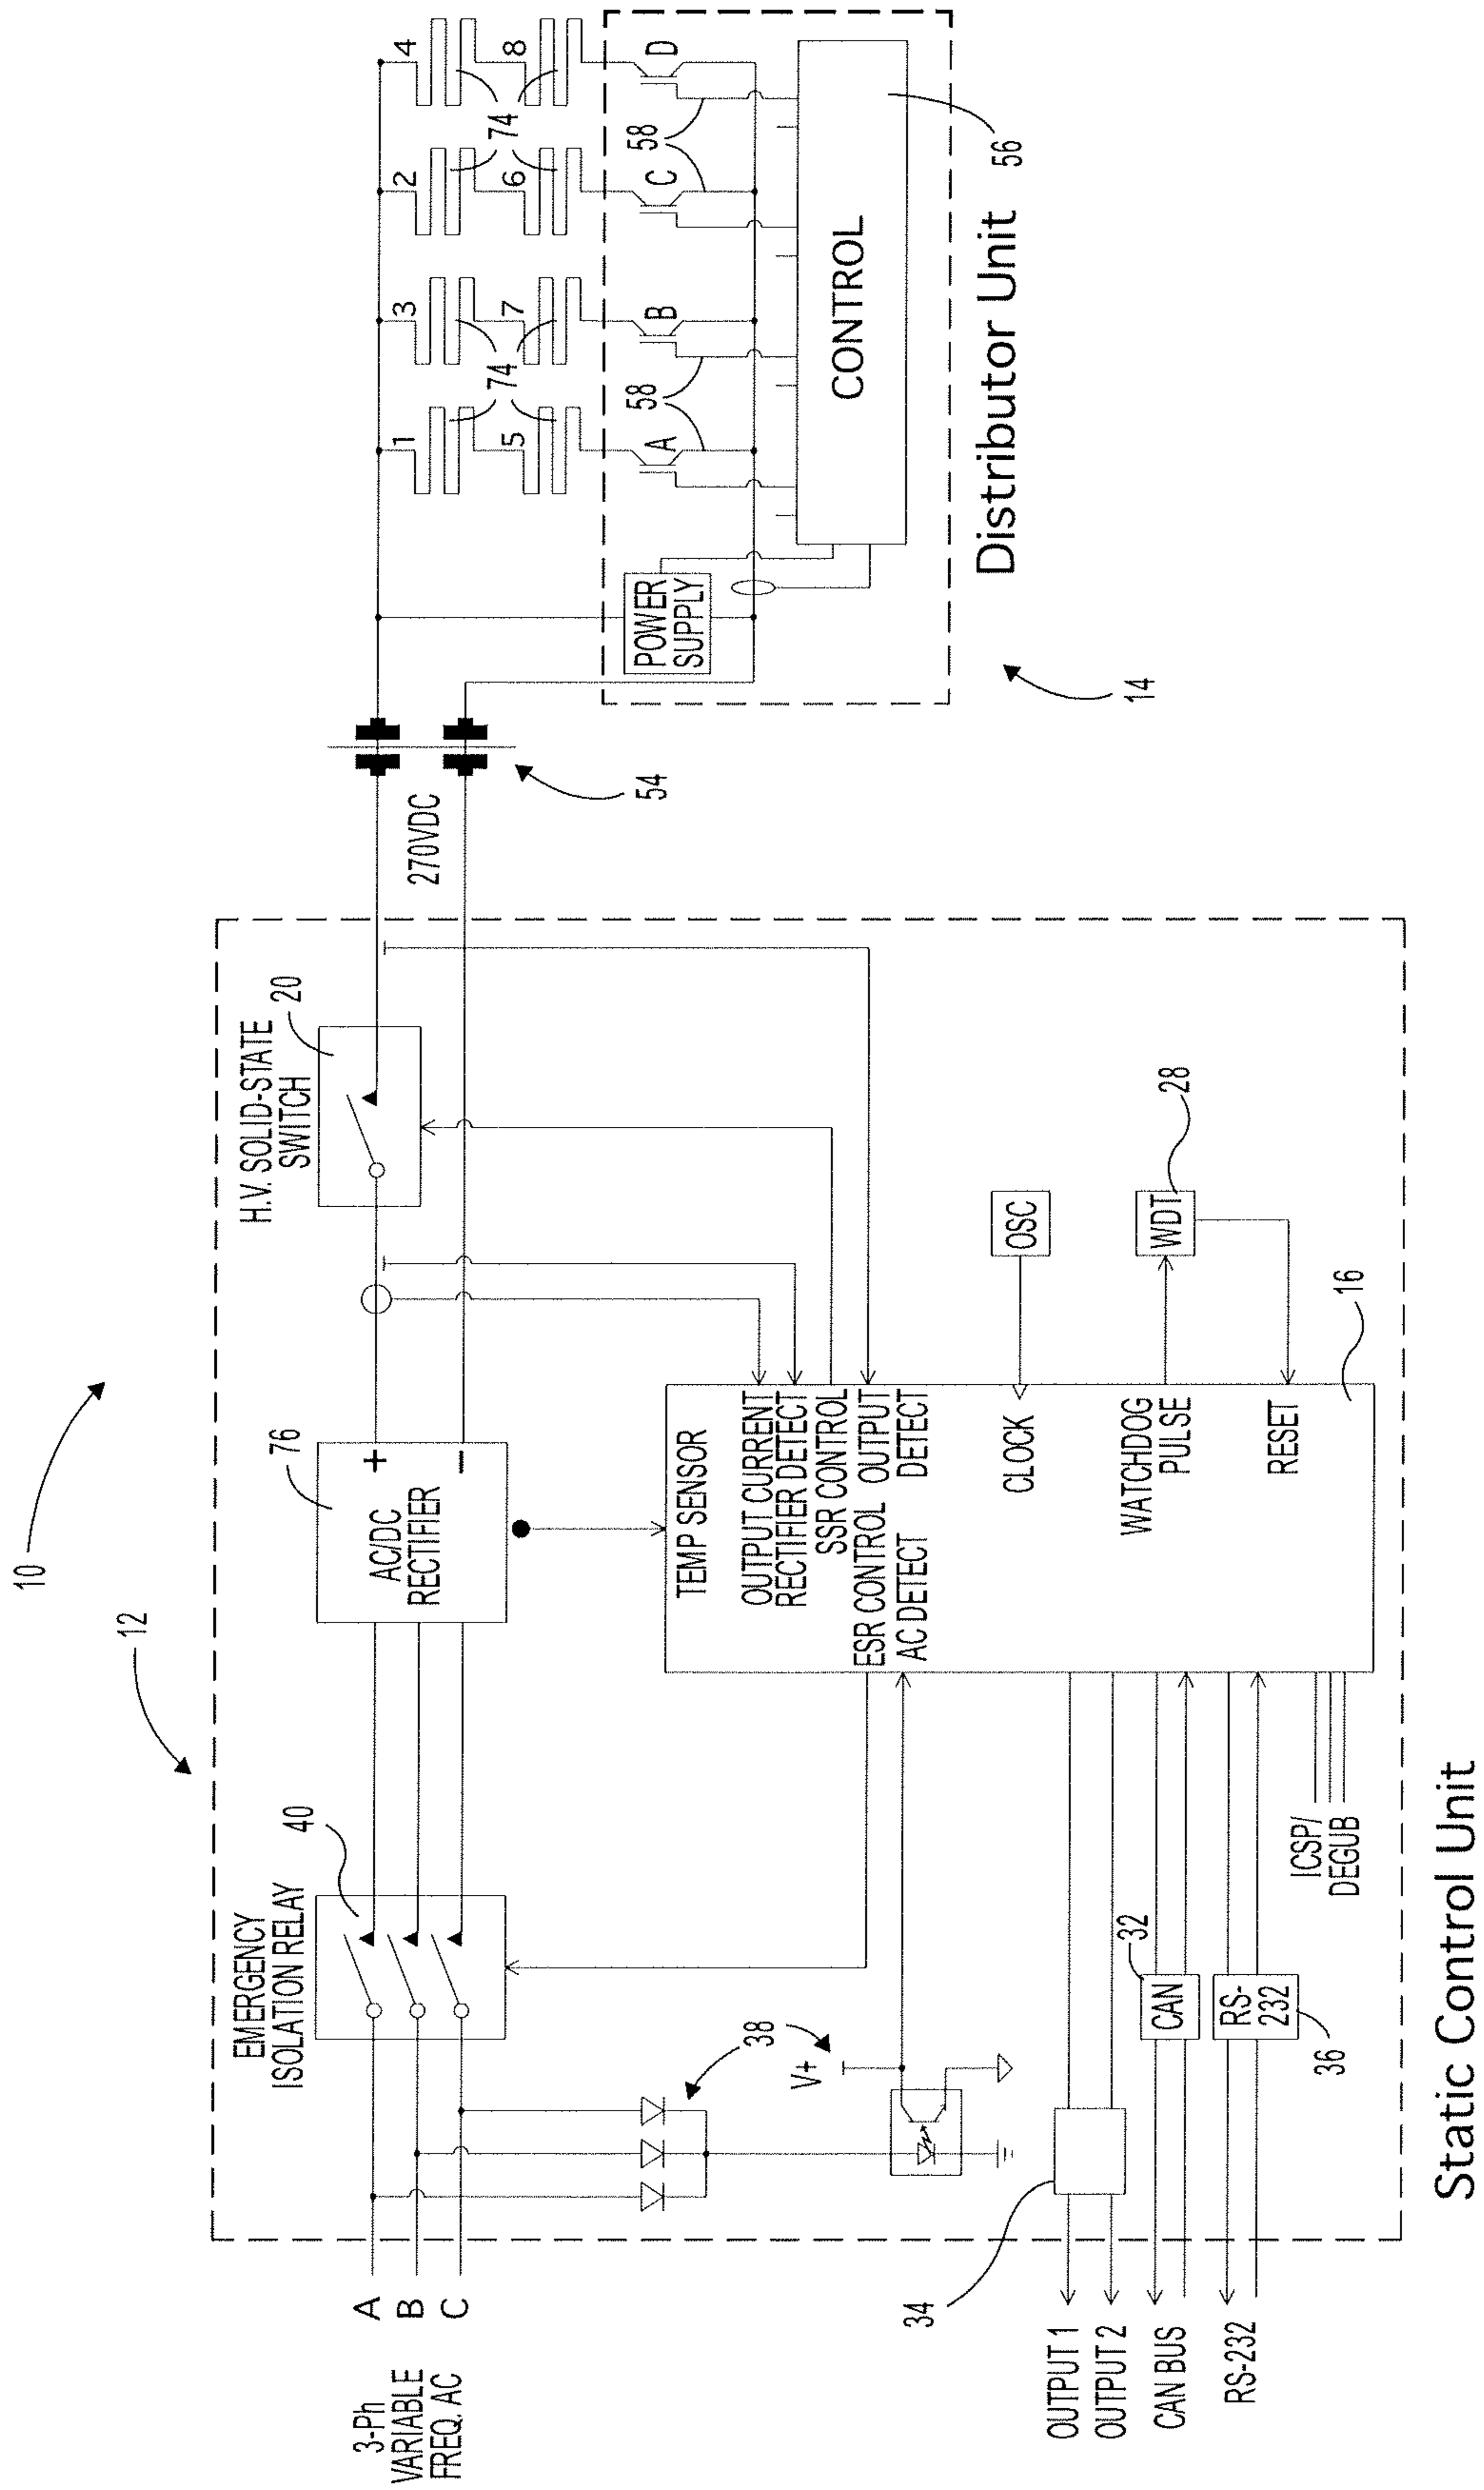 10
12
EMERGENCY
ISOLATION RELAY
40
76
AC/DC
RECTIFIER
+
−
H.V. SOLID-STATE
SWITCH
20
3-Ph
VARIABLE
FREQ. AC
A
B
C
38
V+
270VDC
54
1
3
2
4
74
74
5
7
6
8
58
58
A
B
C
D
POWER
SUPPLY
CONTROL
56
Distributor Unit
14
TEMP SENSOR
OUTPUT CURRENT
RECTIFIER DETECT
SSR CONTROL
ESR CONTROL
OUTPUT
DETECT
AC DETECT
CLOCK
OSC
WATCHDOG
PULSE
WDT
28
RESET
16
34
OUTPUT 1
OUTPUT 2
CAN BUS
RS-232
32
CAN
RS-
232
36
ICSP/
DEGUB
Static Control Unit